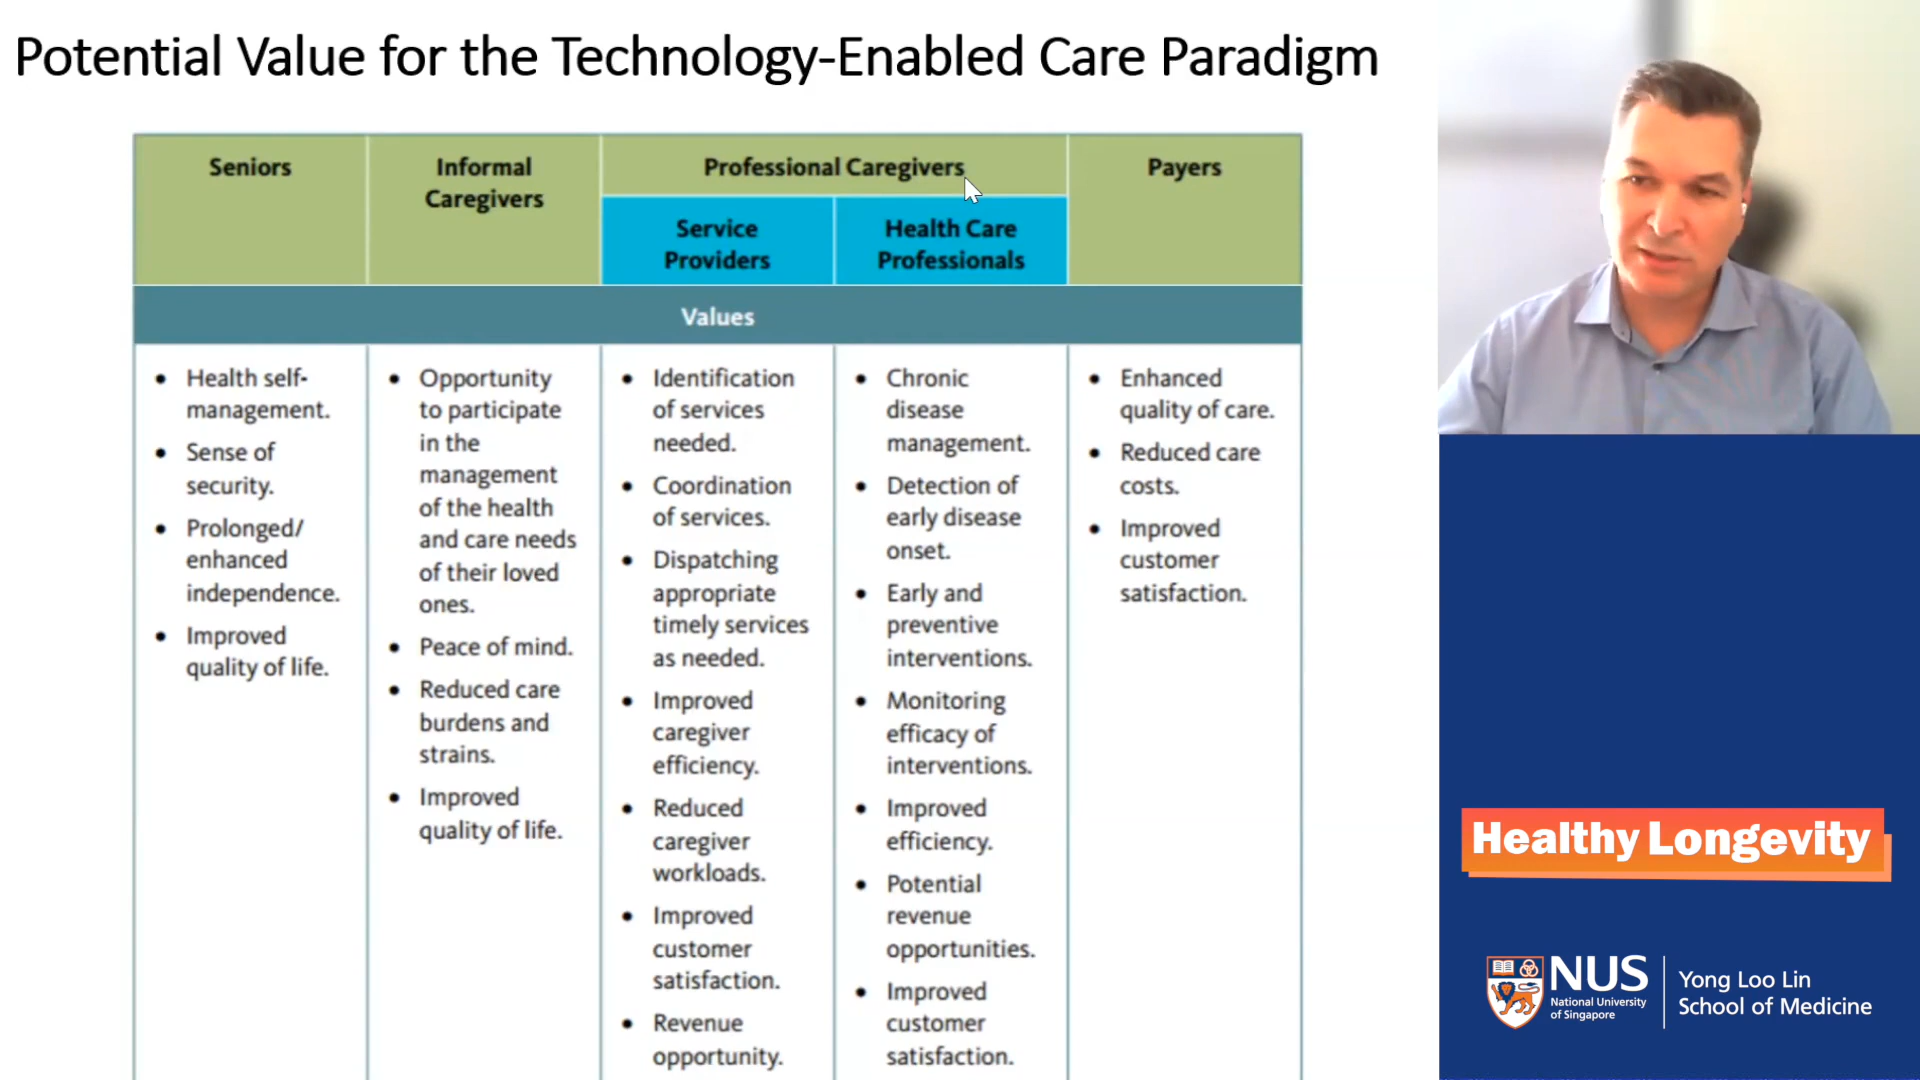 Potential Value for the Technology-Enabled Care Paradigm
Seniors
Informal
Caregivers
Professional Caregivers
Service
Providers
Health Care
Professionals
Payers
Values
• Health self-
management.
• Sense of
security.
• Prolonged/
enhanced
independence.
• Improved
quality of life.
• Opportunity
to participate
in the
management
of the health
and care needs
of their loved
ones.
• Peace of mind.
• Reduced care
burdens and
strains.
• Improved
quality of life.
• Identification
of services
needed.
• Coordination
of services.
• Dispatching
appropriate
timely services
as needed.
• Improved
caregiver
efficiency.
• Reduced
caregiver
workloads.
• Improved
customer
satisfaction.
• Revenue
opportunity.
• Chronic
disease
management.
• Detection of
early disease
onset.
• Early and
preventive
interventions.
• Monitoring
efficacy of
interventions.
• Improved
efficiency.
• Potential
revenue
opportunities.
• Improved
customer
satisfaction.
• Enhanced
quality of care.
• Reduced care
costs.
• Improved
customer
satisfaction.
Healthy Longevity
NUS
National University
of Singapore
Yong Loo Lin
School of Medicine